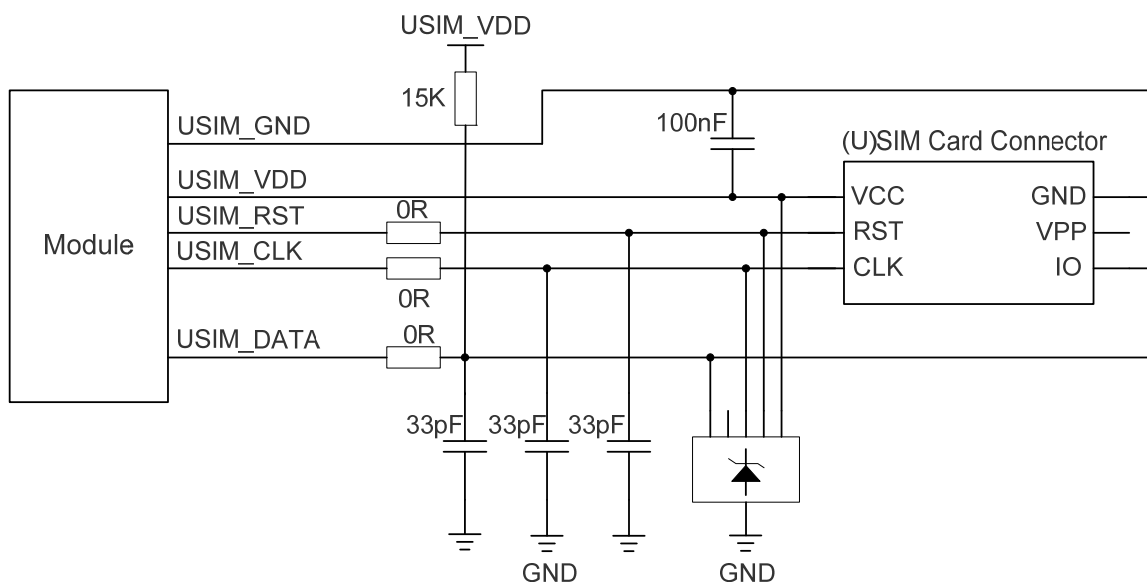 USIM_VDD
15K
USIM_GND
100nF
(U)SIM Card Connector
USIM_VDD
VCC
GND
USIM_RST
0R
RST
VPP
Module
USIM_CLK
CLK
IO
0R
USIM_DATA
0R
33pF
33pF
33pF
GND
GND